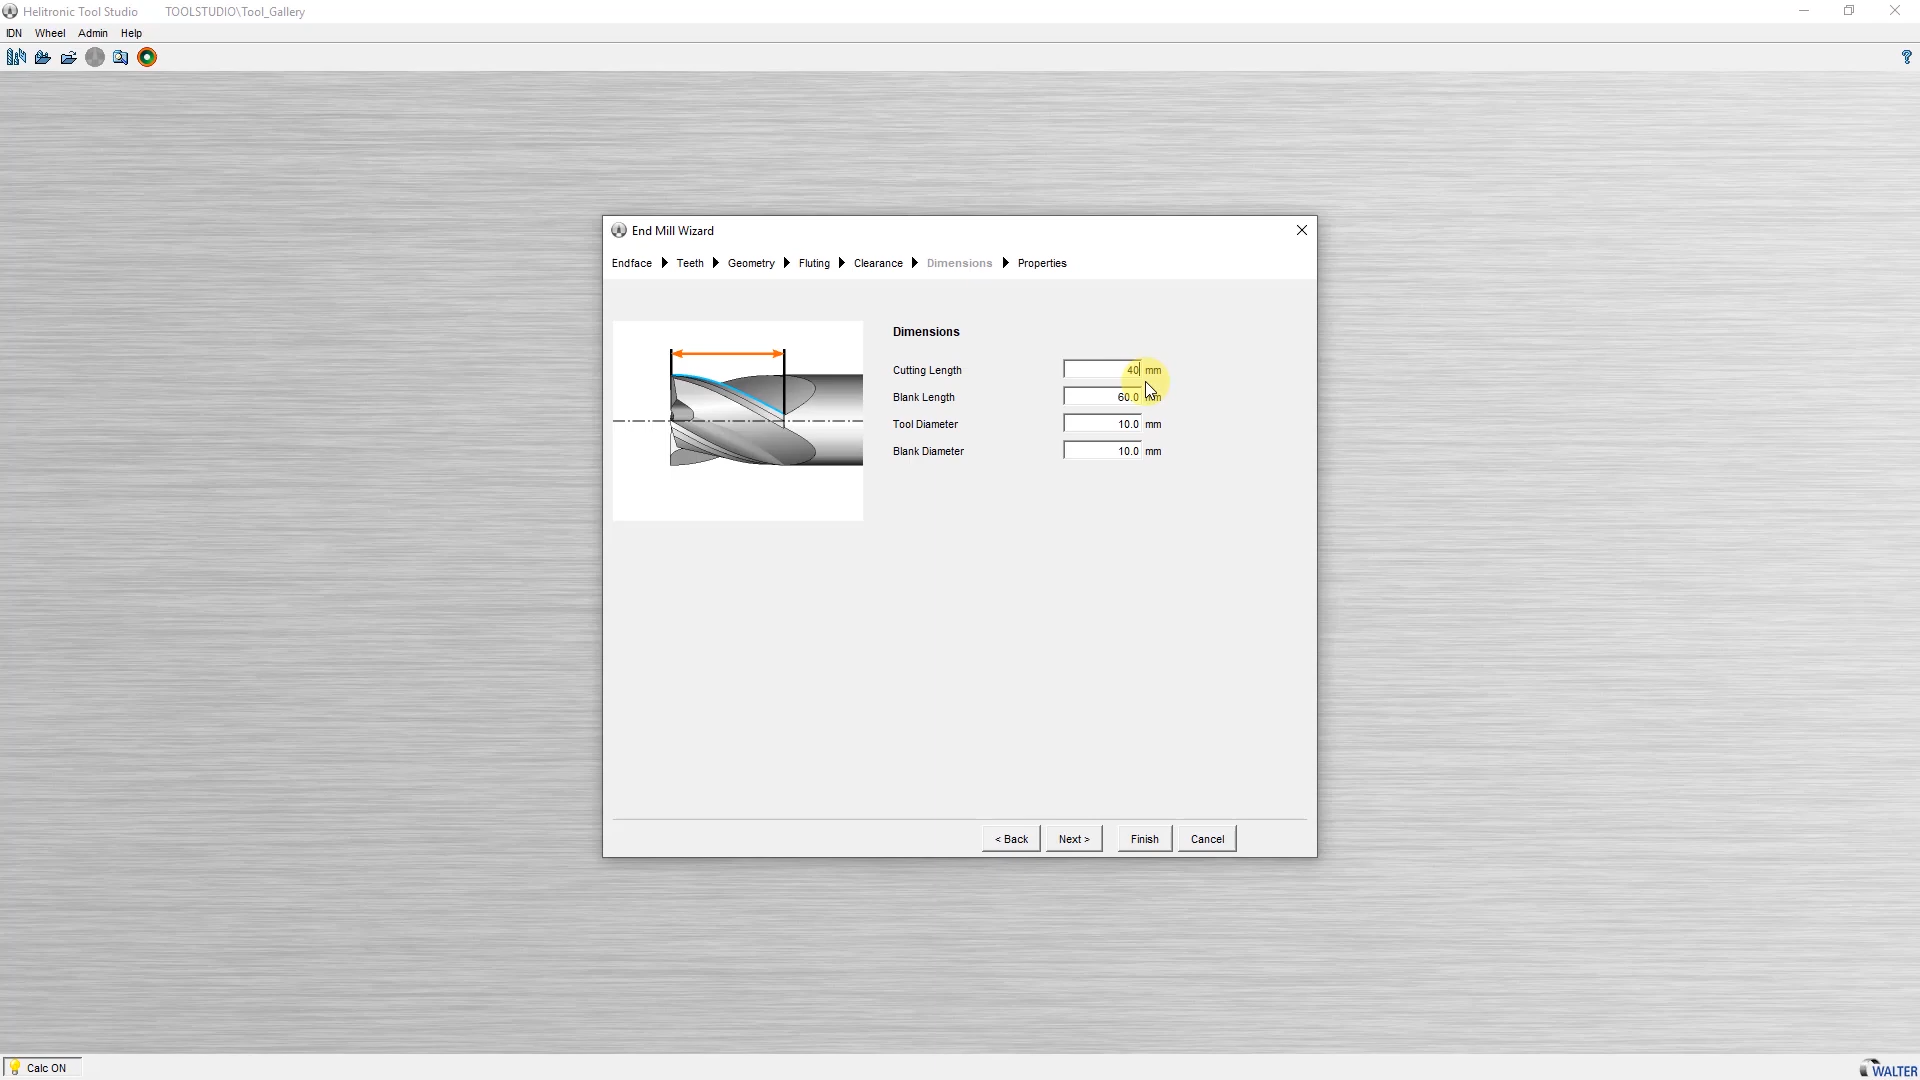 Helitronic Tool Studio TOOLSTUDIO\Tool_Gallery
IDN Wheel Admin Help
?
End Mill Wizard
Endface Teeth Geometry Fluting Clearance Dimensions Properties
Dimensions
Cutting Length 40 mm
Blank Length 60.0 mm
Tool Diameter 10.0 mm
Blank Diameter 10.0 mm
< Back Next > Finish Cancel
Calc ON
WALTER